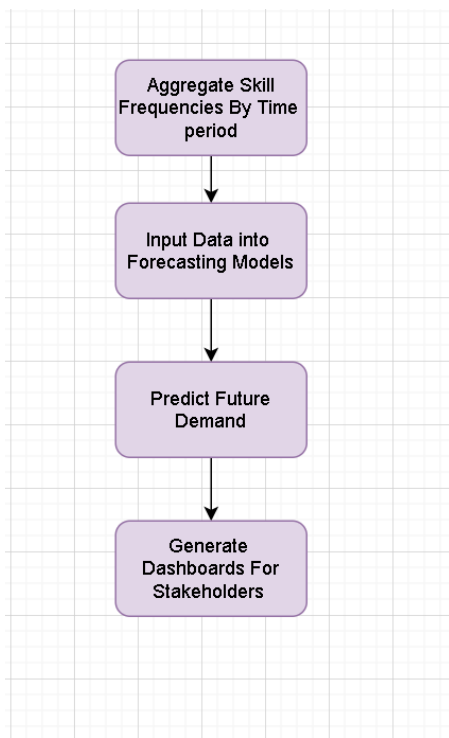 Aggregate Skill
Frequencies By Time
period
Input Data into
Forecasting Models
Predict Future
Demand
Generate
Dashboards For
Stakeholders